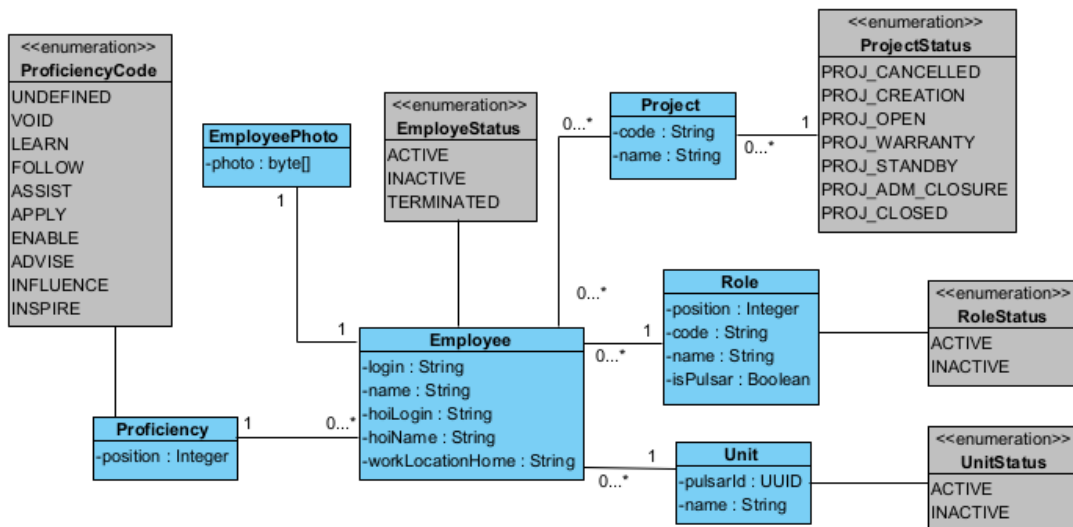 <<enumeration>>
ProficiencyCode
UNDEFINED
VOID
LEARN
FOLLOW
ASSIST
APPLY
ENABLE
ADVISE
INFLUENCE
INSPIRE
EmployeePhoto
-photo : byte[]
1
<<enumeration>>
EmployeStatus
ACTIVE
INACTIVE
TERMINATED
0...*
Project
-code : String
-name : String
0...*
1
<<enumeration>>
ProjectStatus
PROJ_CANCELLED
PROJ_CREATION
PROJ_OPEN
PROJ_WARRANTY
PROJ_STANDBY
PROJ_ADM_CLOSURE
PROJ_CLOSED
1
0...*
Employee
-login : String
-name : String
-hoiLogin : String
-hoiName : String
-workLocationHome : String
0...*
1
Role
-position : Integer
-code : String
-name : String
-isPulsar : Boolean
<<enumeration>>
RoleStatus
ACTIVE
INACTIVE
Proficiency
-position : Integer
1
0...*
0...*
1
Unit
-pulsarId : UUID
-name : String
<<enumeration>>
UnitStatus
ACTIVE
INACTIVE